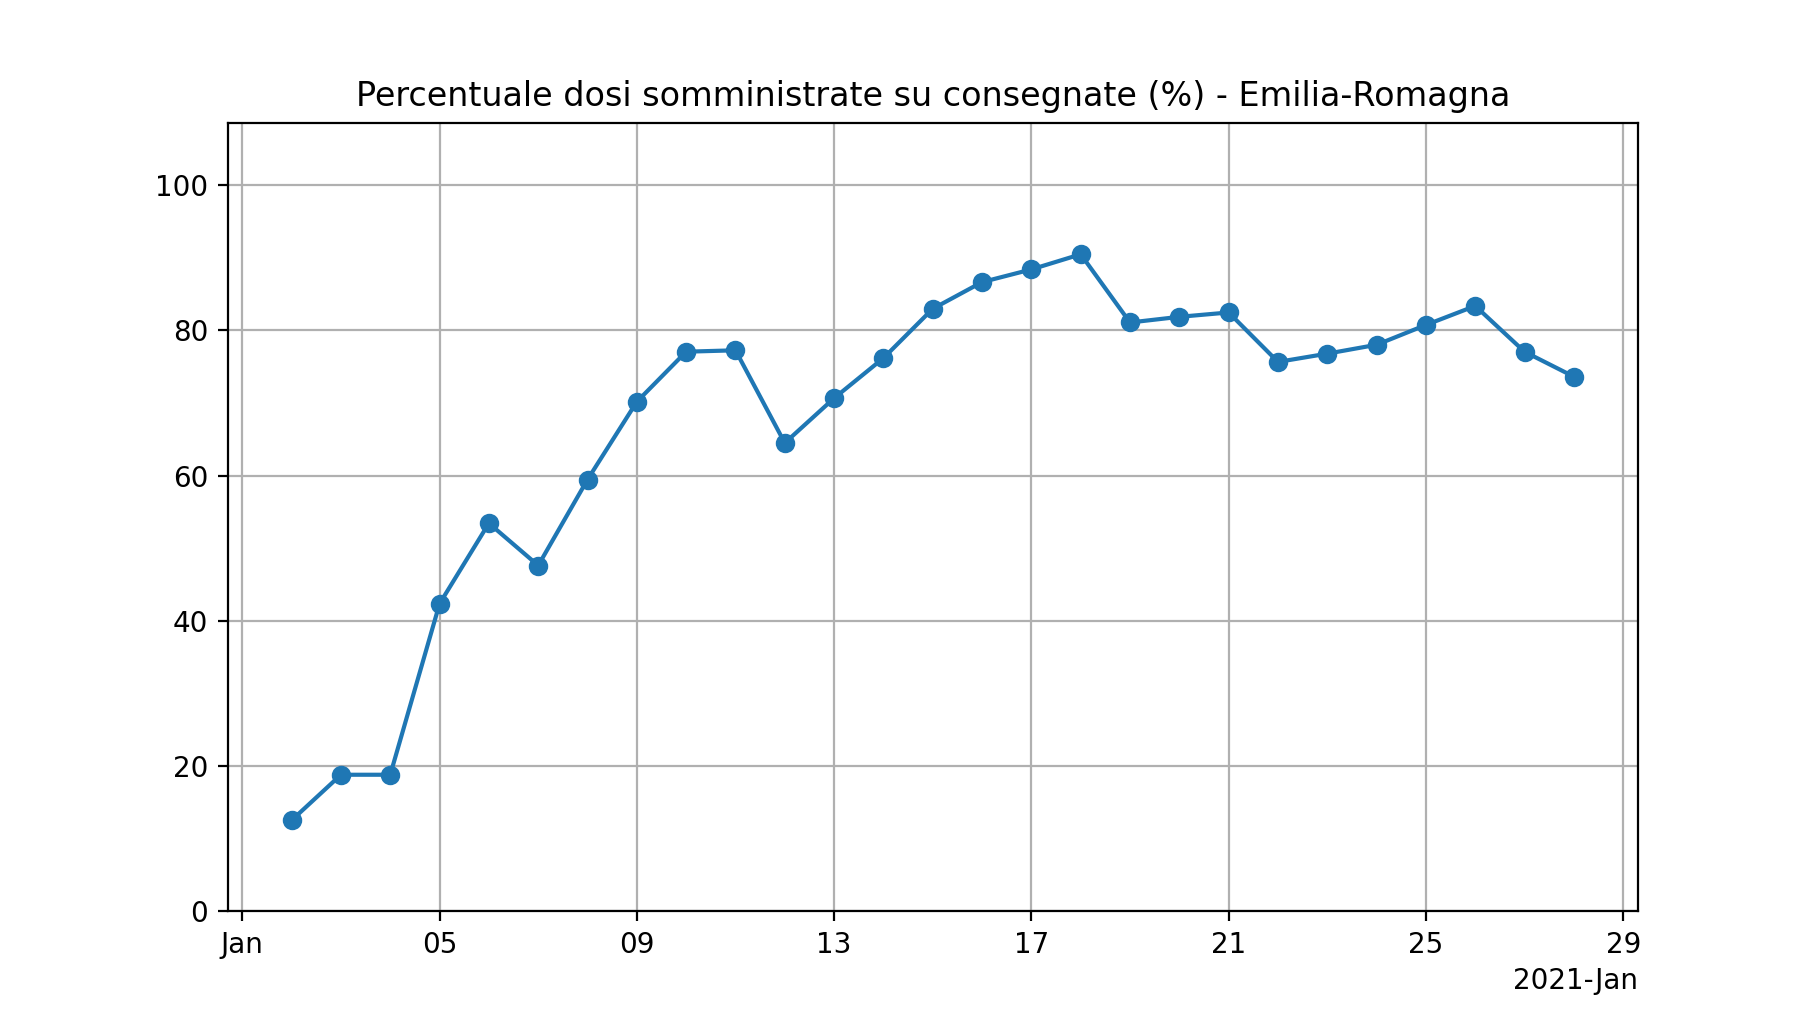 Percentuale dosi somministrate su consegnate (%) - Emilia-Romagna
100
80
60
40
20
0
Jan 05 09 13 17 21 25 29
2021-Jan